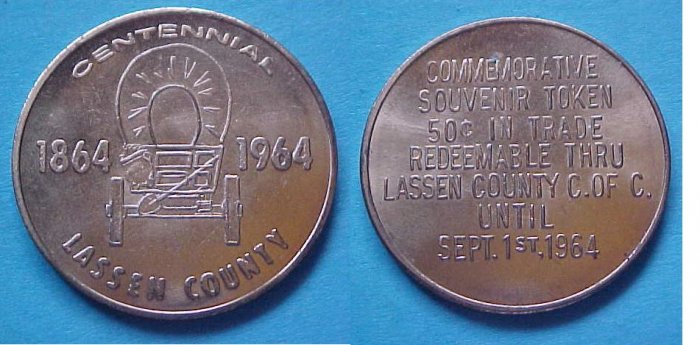 CENTENNIAL
1864 1964
LASSEN COUNTY
COMMEMORATIVE
SOUVENIR TOKEN
50¢ IN TRADE
REDEEMABLE THRU
LASSEN COUNTY C. OF C.
UNTIL
SEPT. 1ST, 1964